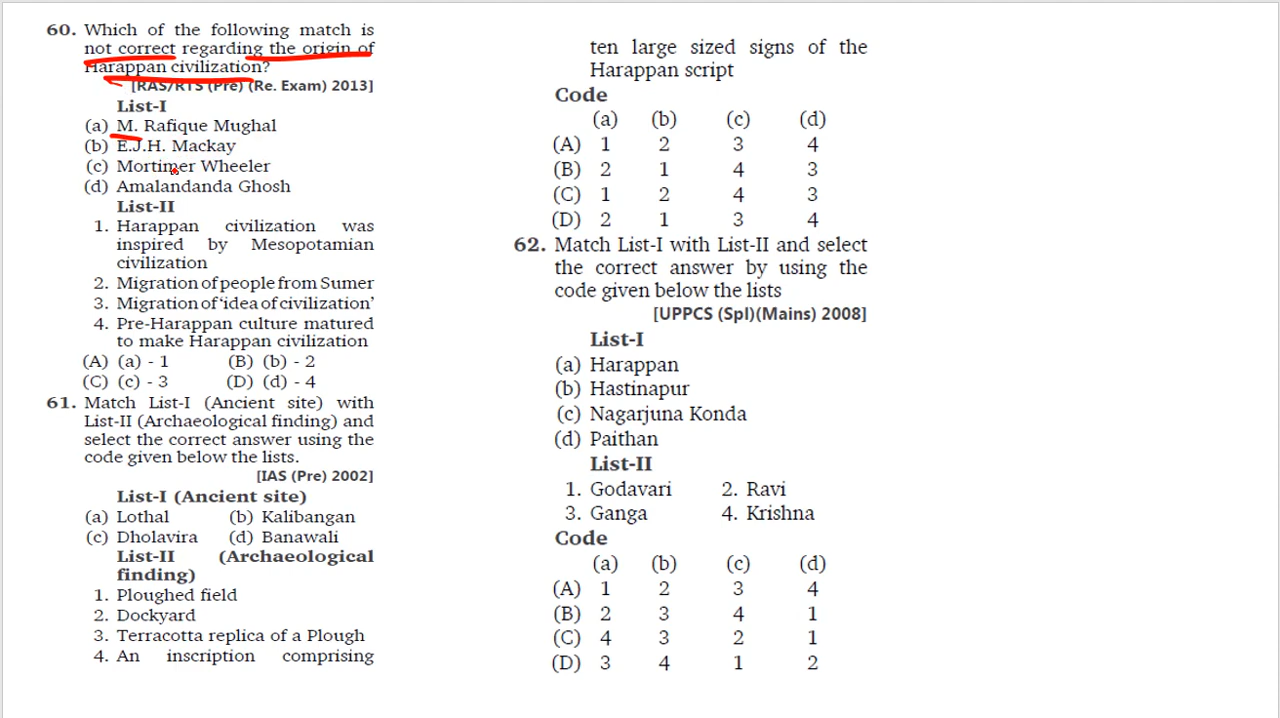 60. Which of the following match is
not correct regarding the origin of
Harappan civilization?
[RAS/RTS (Pre) (Re. Exam) 2013]
List-I
(a) M. Rafique Mughal
(b) E.J.H. Mackay
(c) Mortimer Wheeler
(d) Amalandanda Ghosh
List-II
1. Harappan civilization was
inspired by Mesopotamian
civilization
2. Migration of people from Sumer
3. Migration of 'idea of civilization'
4. Pre-Harappan culture matured
to make Harappan civilization
(A) (a) - 1 (B) (b) - 2
(C) (c) - 3 (D) (d) - 4
61. Match List-I (Ancient site) with
List-II (Archaeological finding) and
select the correct answer using the
code given below the lists.
[IAS (Pre) 2002]
List-I (Ancient site)
(a) Lothal (b) Kalibangan
(c) Dholavira (d) Banawali
List-II (Archaeological
finding)
1. Ploughed field
2. Dockyard
3. Terracotta replica of a Plough
4. An inscription comprising
ten large sized signs of the
Harappan script
Code
(a) (b) (c) (d)
(A) 1 2 3 4
(B) 2 1 4 3
(C) 1 2 4 3
(D) 2 1 3 4
62. Match List-I with List-II and select
the correct answer by using the
code given below the lists
[UPPCS (Spl)(Mains) 2008]
List-I
(a) Harappan
(b) Hastinapur
(c) Nagarjuna Konda
(d) Paithan
List-II
1. Godavari 2. Ravi
3. Ganga 4. Krishna
Code
(a) (b) (c) (d)
(A) 1 2 3 4
(B) 2 3 4 1
(C) 4 3 2 1
(D) 3 4 1 2